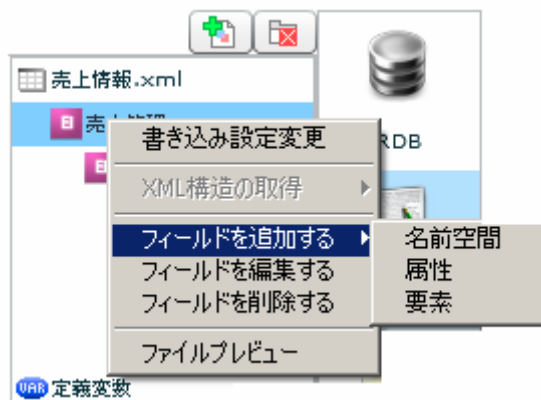 売上情報.xml
売
RDB
書き込み設定変更
XML構造の取得
フィールドを追加する
名前空間
フィールドを編集する
属性
フィールドを削除する
要素
ファイルプレビュー
VAR 定義変数